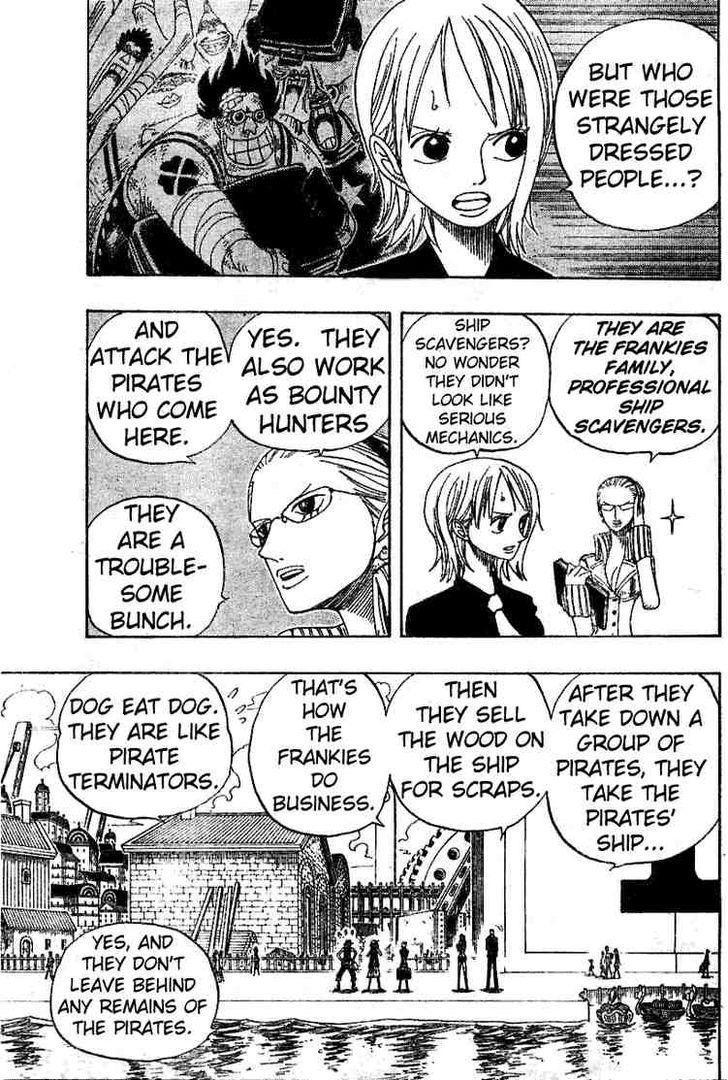 BUT WHO
WERE THOSE
STRANGELY
DRESSED
PEOPLE...?
THEY ARE
THE FRANKIES
FAMILY,
PROFESSIONAL
SHIP
SCAVENGERS.
SHIP
SCAVENGERS?
NO WONDER
THEY DIDN'T
LOOK LIKE
SERIOUS
MECHANICS.
YES. THEY
ALSO WORK
AS BOUNTY
HUNTERS
AND
ATTACK THE
PIRATES
WHO COME
HERE.
THEY
ARE A
TROUBLE-
SOME
BUNCH.
AFTER THEY
TAKE DOWN A
GROUP OF
PIRATES, THEY
TAKE THE
PIRATES'
SHIP...
THEN
THEY SELL
THE WOOD ON
THE SHIP
FOR SCRAPS.
THAT'S
HOW
THE
FRANKIES
DO
BUSINESS.
DOG EAT DOG.
THEY ARE LIKE
PIRATE
TERMINATORS.
YES, AND
THEY DON'T
LEAVE BEHIND
ANY REMAINS OF
THE PIRATES.